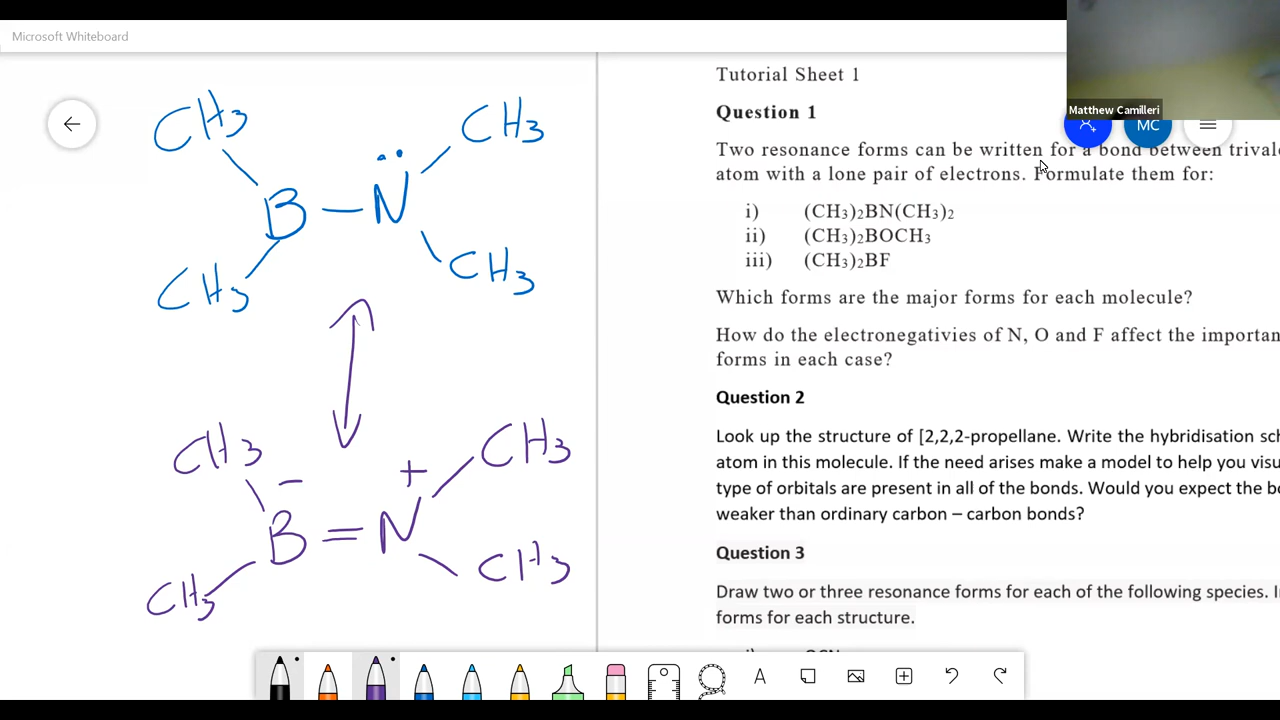 Microsoft Whiteboard
CH3 CH3
B — N̈
CH3 CH3
CH3 CH3
− +
B = N
CH3 CH3
Matthew Camilleri
MC
Tutorial Sheet 1
Question 1
Two resonance forms can be written for a bond between
atom with a lone pair of electrons. Formulate them for:
i) (CH3)2BN(CH3)2
ii) (CH3)2BOCH3
iii) (CH3)2BF
Which forms are the major forms for each molecule?
How do the electronegativies of N, O and F affect the
forms in each case?
Question 2
Look up the structure of [2,2,2-propellane. Write the hybridisation
atom in this molecule. If the need arises make a model to help you
type of orbitals are present in all of the bonds. Would you expect the
weaker than ordinary carbon – carbon bonds?
Question 3
Draw two or three resonance forms for each of the following species.
forms for each structure.
A